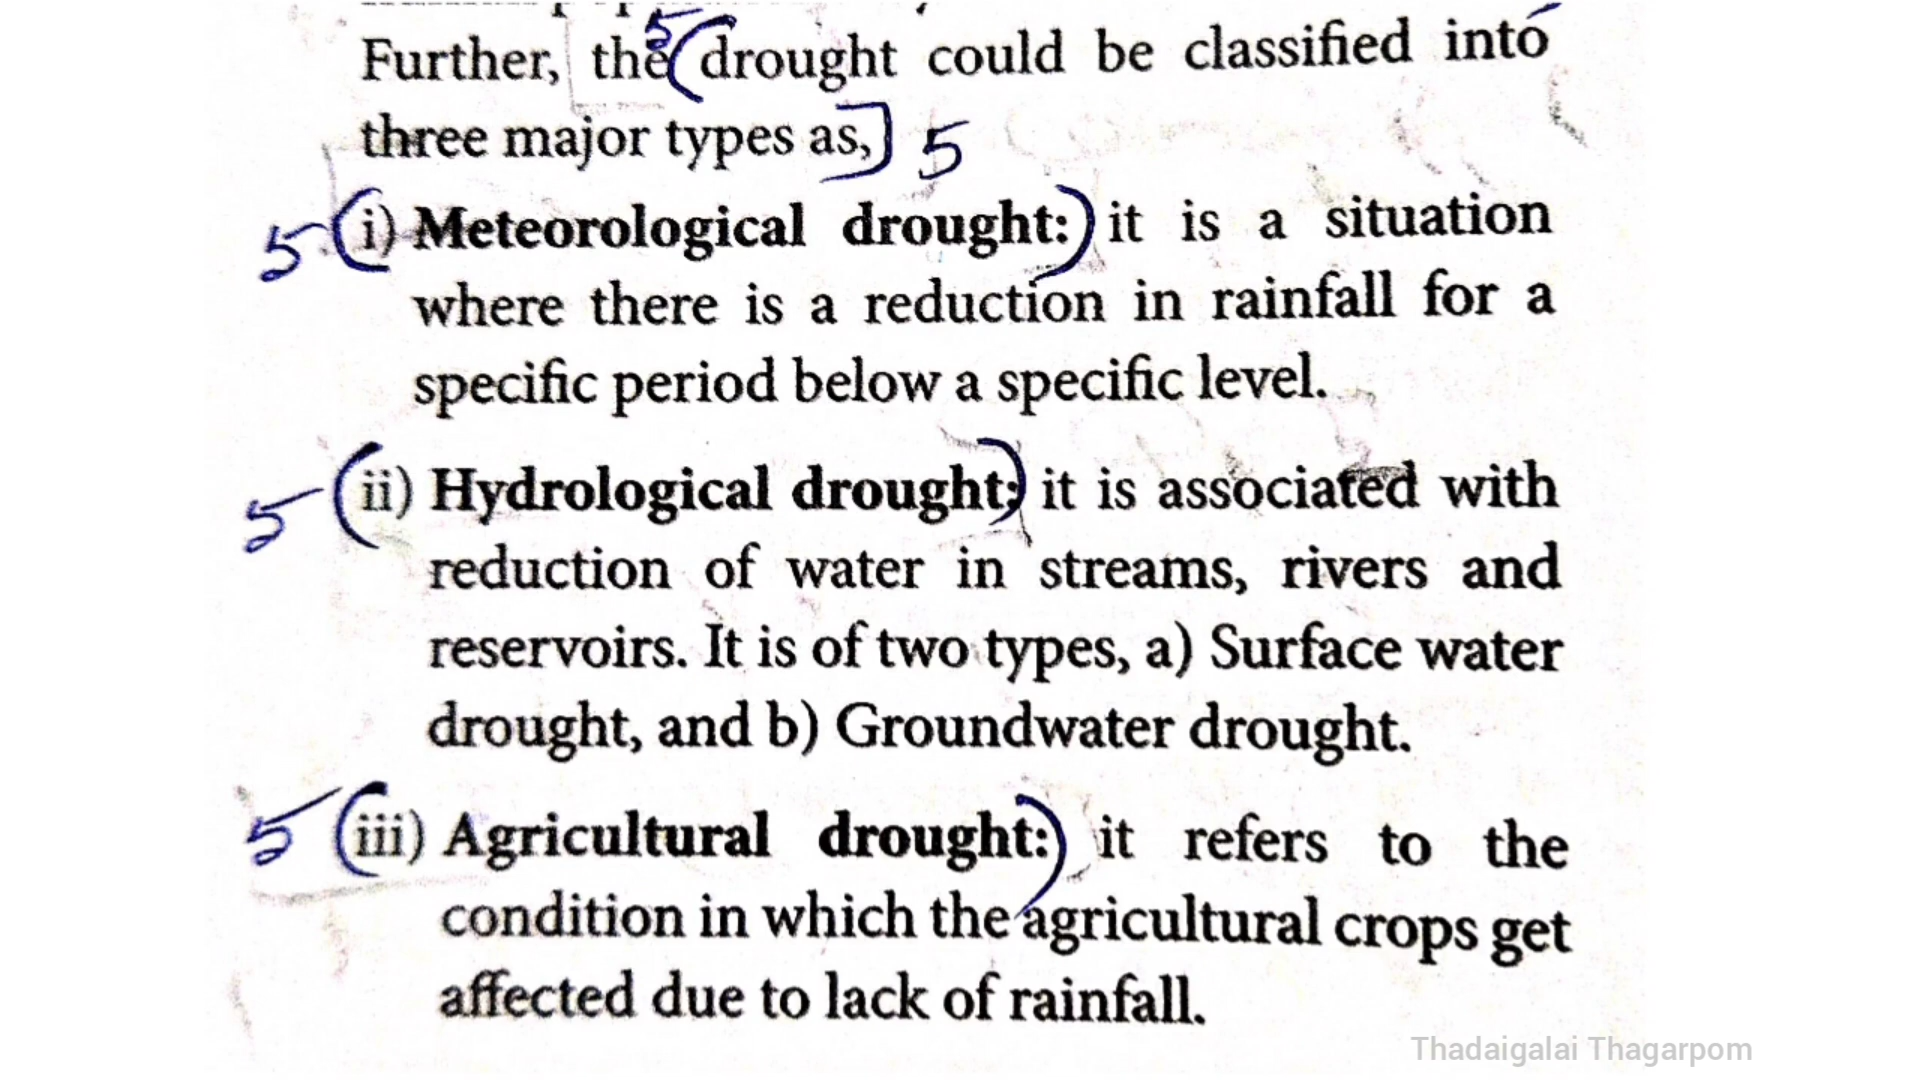 Further, the drought could be classified into
5
three major types as, 5
5 i) Meteorological drought: it is a situation
where there is a reduction in rainfall for a
specific period below a specific level.
5 ii) Hydrological drought: it is associated with
reduction of water in streams, rivers and
reservoirs. It is of two types, a) Surface water
drought, and b) Groundwater drought.
5 iii) Agricultural drought: it refers to the
condition in which the agricultural crops get
affected due to lack of rainfall.
Thadaigalai Thagarpom